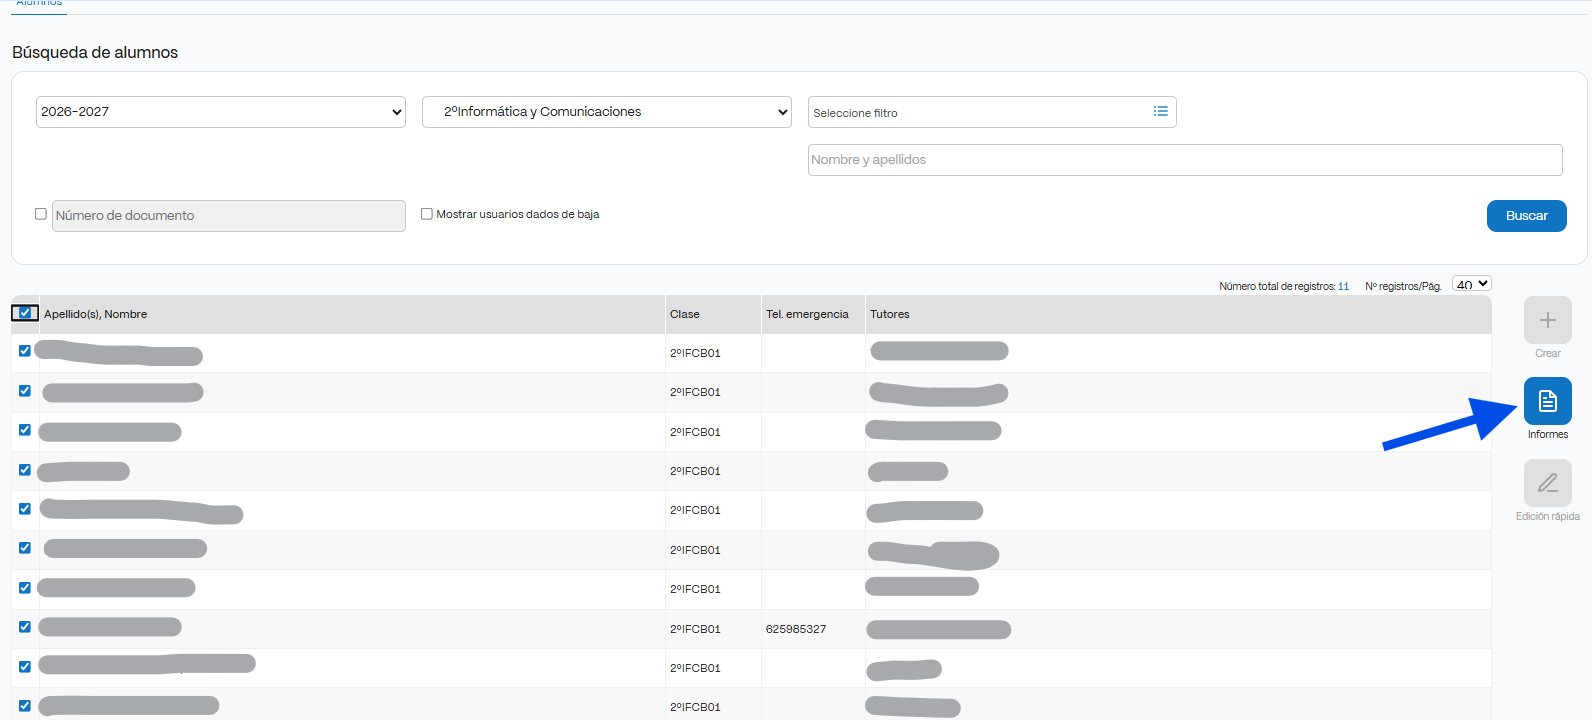 Alumnos
Búsqueda de alumnos
2026-2027
2ºInformática y Comunicaciones
Seleccione filtro
Nombre y apellidos
Número de documento
Mostrar usuarios dados de baja
Buscar
Número total de registros: 11 Nº registros/Pág. 40
Apellido(s), Nombre Clase Tel. emergencia Tutores
Crear
2ºIFCB01
2ºIFCB01
Informes
2ºIFCB01
2ºIFCB01
2ºIFCB01
Edición rápida
2ºIFCB01
2ºIFCB01
2ºIFCB01 625985327
2ºIFCB01
2ºIFCB01